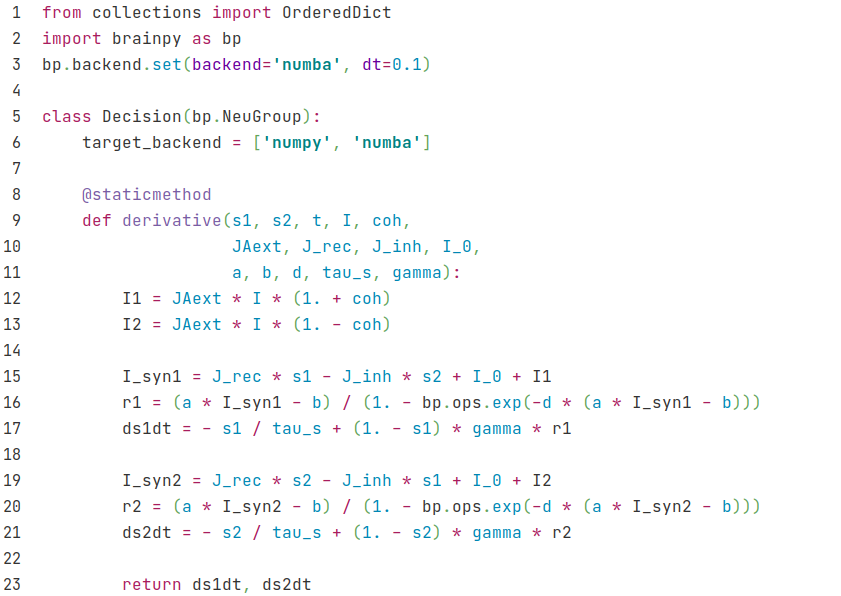 1 from collections import OrderedDict
2 import brainpy as bp
3 bp.backend.set(backend='numba', dt=0.1)
4
5 class Decision(bp.NeuGroup):
6     target_backend = ['numpy', 'numba']
7
8     @staticmethod
9     def derivative(s1, s2, t, I, coh,
10                    JAext, J_rec, J_inh, I_0,
11                    a, b, d, tau_s, gamma):
12         I1 = JAext * I * (1. + coh)
13         I2 = JAext * I * (1. - coh)
14
15         I_syn1 = J_rec * s1 - J_inh * s2 + I_0 + I1
16         r1 = (a * I_syn1 - b) / (1. - bp.ops.exp(-d * (a * I_syn1 - b)))
17         ds1dt = - s1 / tau_s + (1. - s1) * gamma * r1
18
19         I_syn2 = J_rec * s2 - J_inh * s1 + I_0 + I2
20         r2 = (a * I_syn2 - b) / (1. - bp.ops.exp(-d * (a * I_syn2 - b)))
21         ds2dt = - s2 / tau_s + (1. - s2) * gamma * r2
22
23         return ds1dt, ds2dt